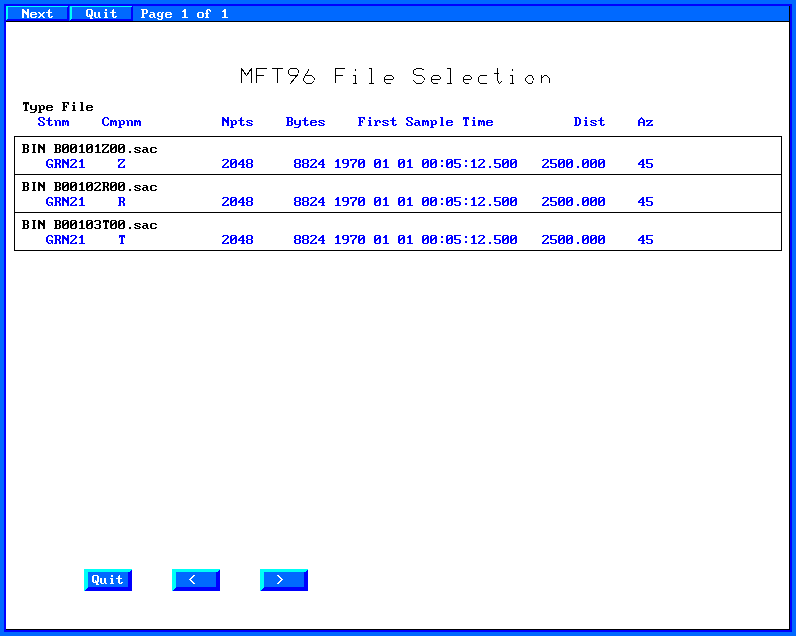 Next Quit Page 1 of 1
MFT96 File Selection
Type File
Stnm Cmpnm Npts Bytes First Sample Time Dist Az
BIN B00101Z00.sac
GRN21 Z 2048 8824 1970 01 01 00:05:12.500 2500.000 45
BIN B00102R00.sac
GRN21 R 2048 8824 1970 01 01 00:05:12.500 2500.000 45
BIN B00103T00.sac
GRN21 T 2048 8824 1970 01 01 00:05:12.500 2500.000 45
Quit < >